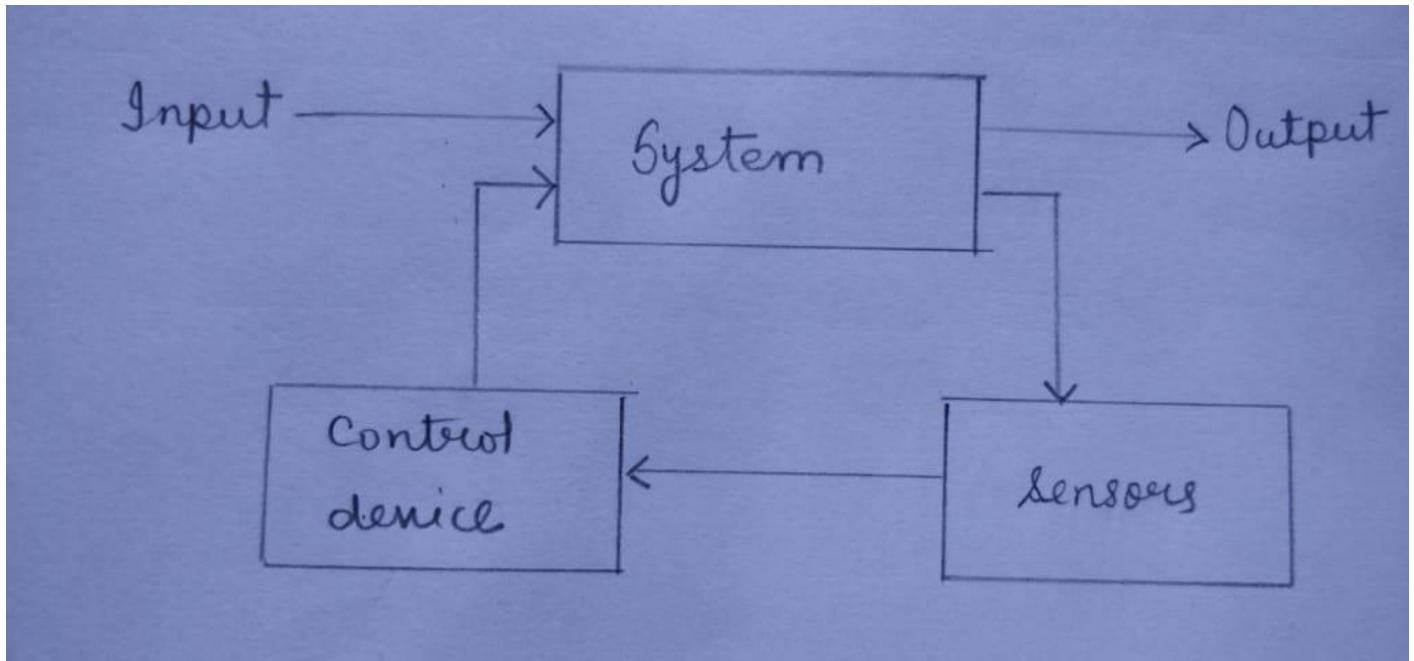 Input
System
Output
Control
device
Sensors